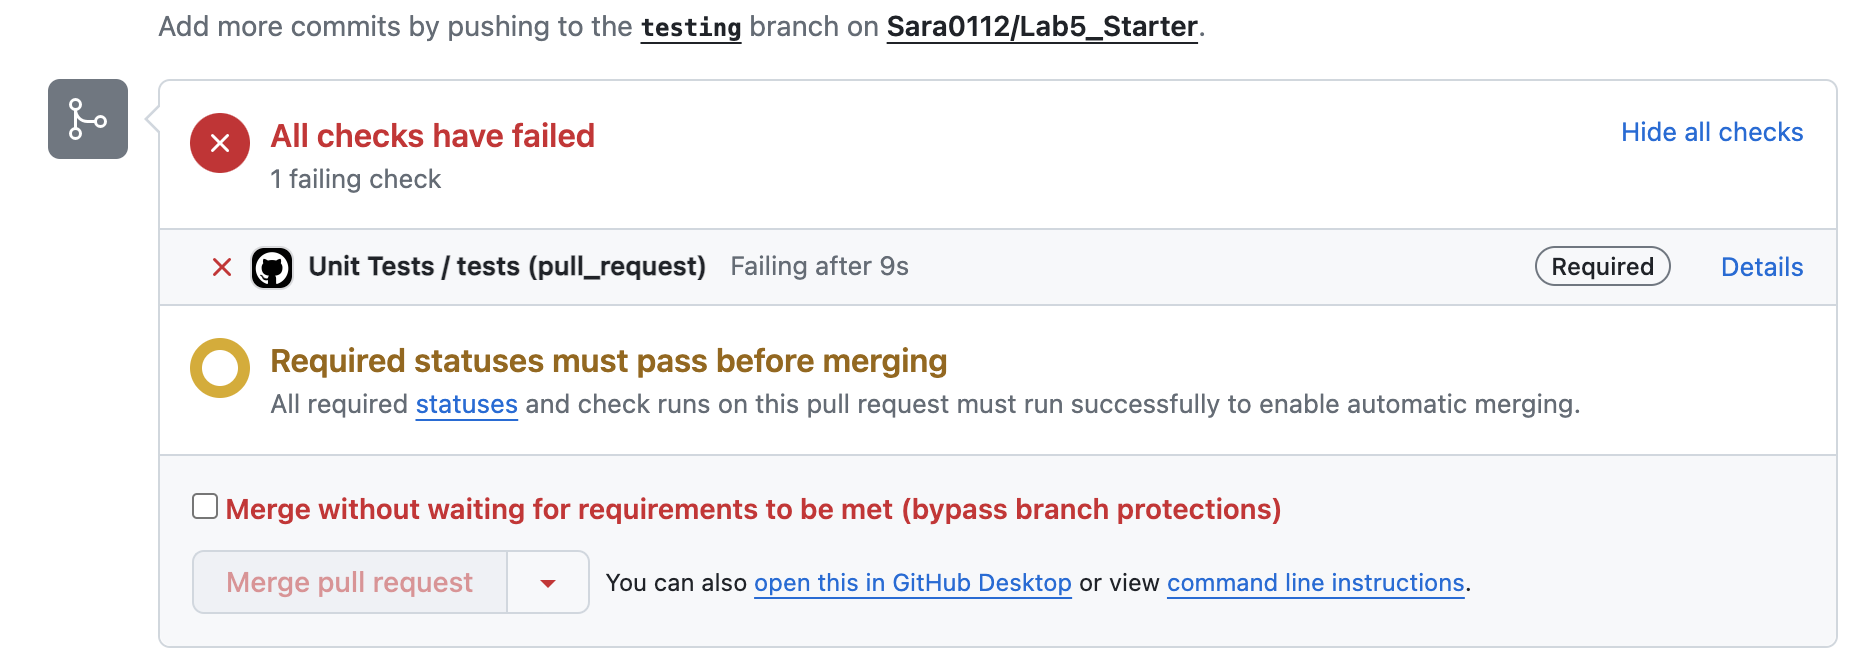 Add more commits by pushing to the testing branch on Sara0112/Lab5_Starter.
All checks have failed
Hide all checks
1 failing check
Unit Tests / tests (pull_request) Failing after 9s Required Details
Required statuses must pass before merging
All required statuses and check runs on this pull request must run successfully to enable automatic merging.
Merge without waiting for requirements to be met (bypass branch protections)
Merge pull request You can also open this in GitHub Desktop or view command line instructions.